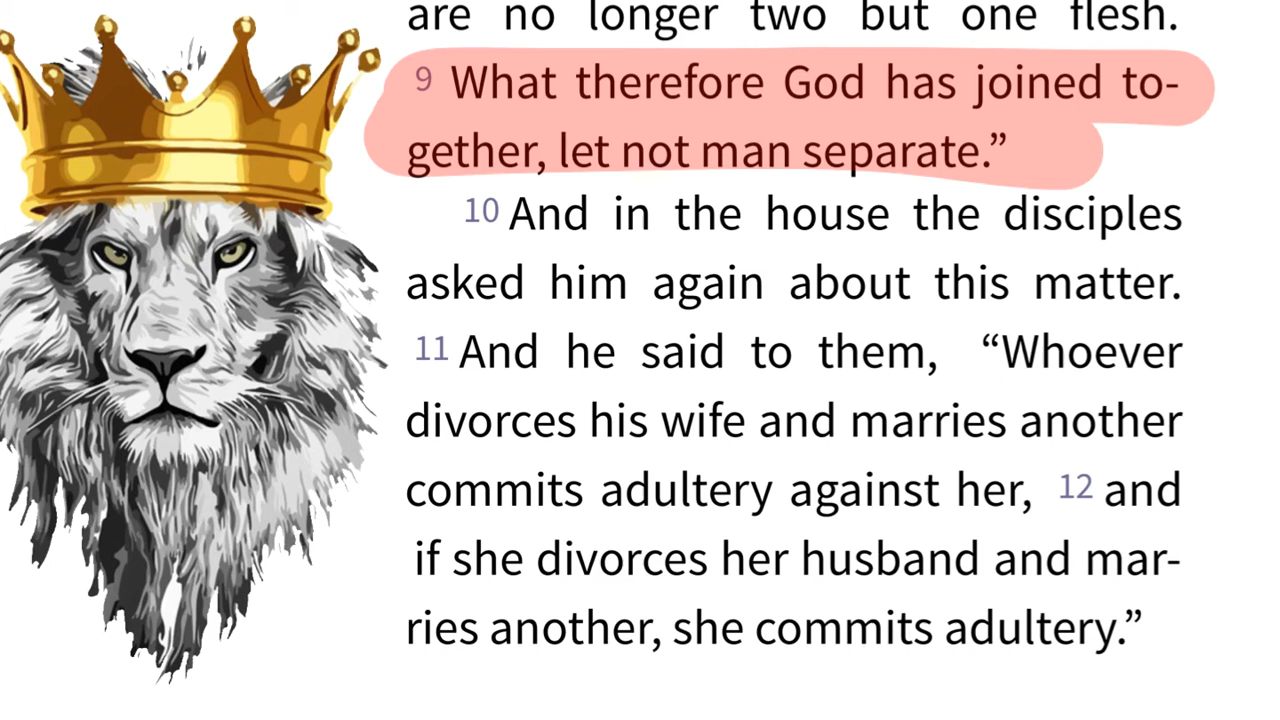 are no longer two but one flesh.
9 What therefore God has joined to-
gether, let not man separate.”
10 And in the house the disciples
asked him again about this matter.
11 And he said to them, “Whoever
divorces his wife and marries another
commits adultery against her, 12 and
if she divorces her husband and mar-
ries another, she commits adultery.”